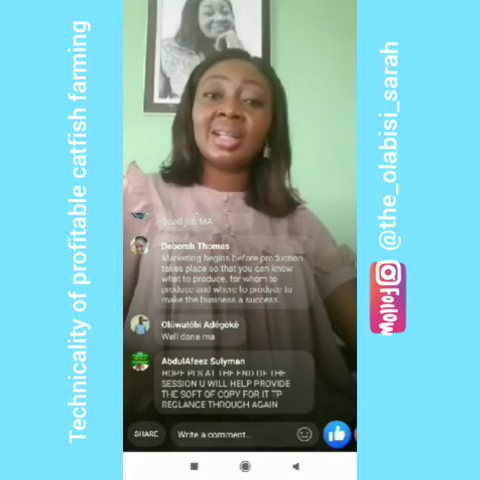 Technicality of profitable catfish farming
Good job MA
Deborah Thomas
Marketing begins before production
takes place so that you can know
what to produce, for whom to
produce and where to produce to
make the business a success.
Olúwatóbi Adégòkè
Well done ma
AbdulAfeez Sulyman
HOPE PLS AT THE END OF THE
SESSION U WILL HELP PROVIDE
THE SOFT OF COPY FOR IT TP
REGLANCE THROUGH AGAIN
SHARE
Write a comment...
Follow
@the_olabisi_sarah